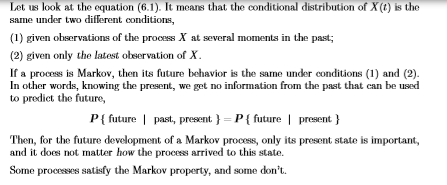 Let us look at the equation (6.1). It means that the conditional distribution of X(t) is the
same under two different conditions,
(1) given observations of the process X at several moments in the past;
(2) given only the latest observation of X.
If a process is Markov, then its future behavior is the same under conditions (1) and (2).
In other words, knowing the present, we get no information from the past that can be used
to predict the future,
P { future | past, present } = P { future | present }
Then, for the future development of a Markov process, only its present state is important,
and it does not matter how the process arrived to this state.
Some processes satisfy the Markov property, and some don't.